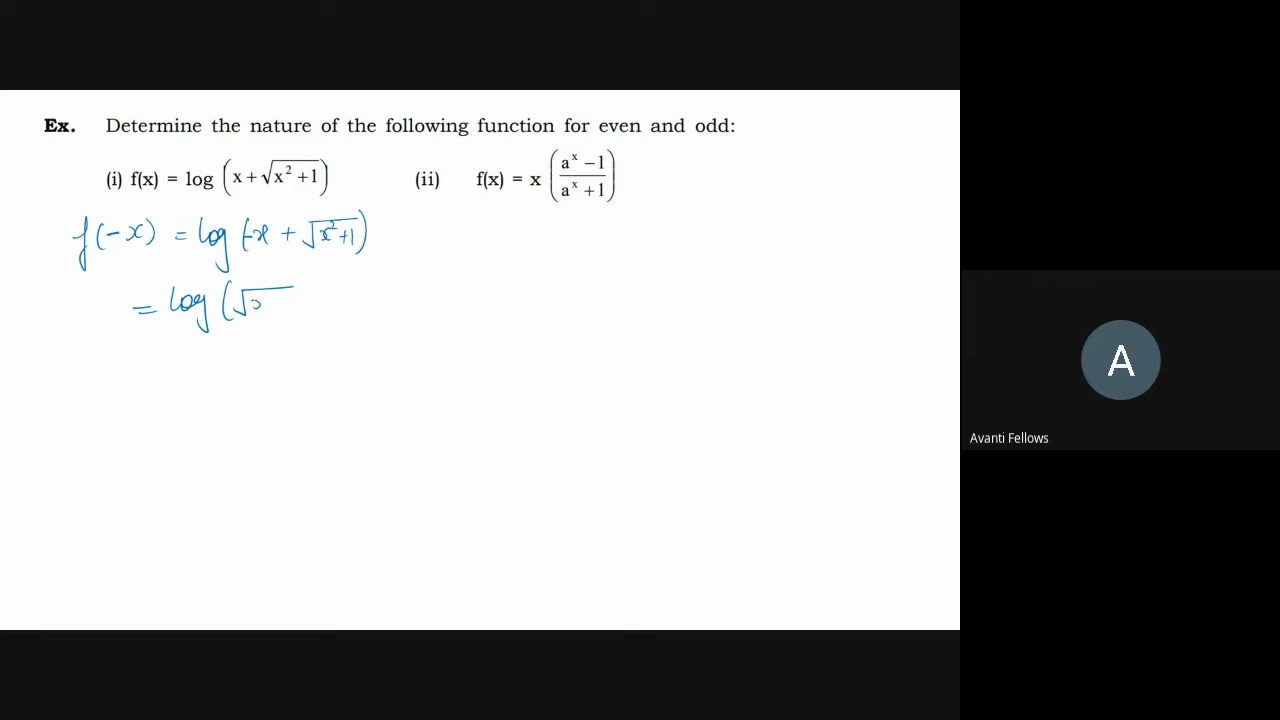 Ex. Determine the nature of the following function for even and odd:
(i) f(x) = log (x + √(x² + 1)) (ii) f(x) = x ((aˣ − 1)/(aˣ + 1))
f(-x) = log (-x + √(x²+1))
= log (√
A
Avanti Fellows